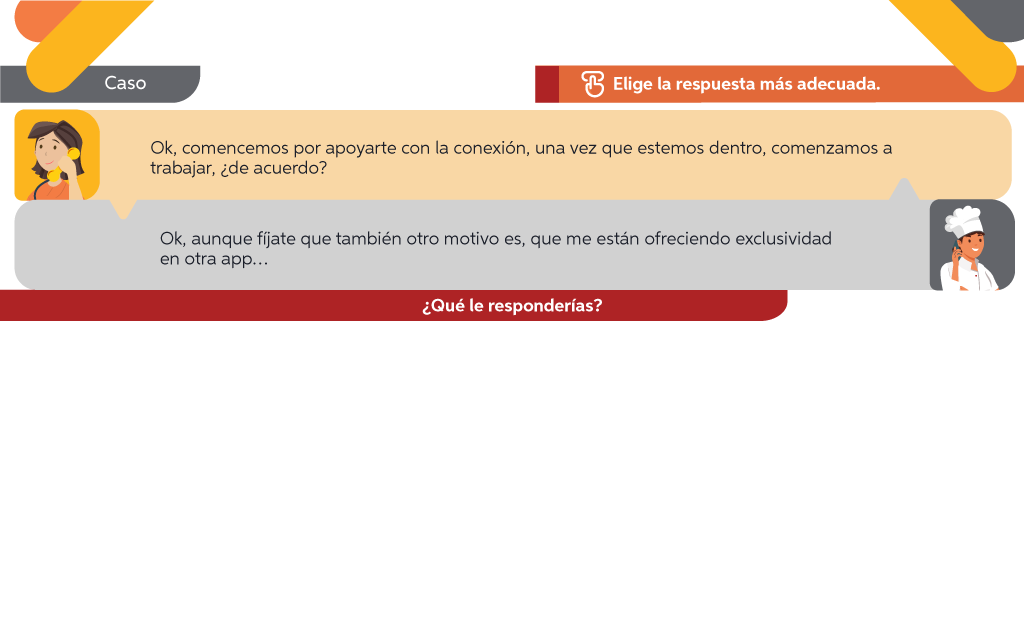 Caso
Elige la respuesta más adecuada.
Ok, comencemos por apoyarte con la conexión, una vez que estemos dentro, comenzamos a
trabajar, ¿de acuerdo?
Ok, aunque fíjate que también otro motivo es, que me están ofreciendo exclusividad
en otra app...
¿Qué le responderías?